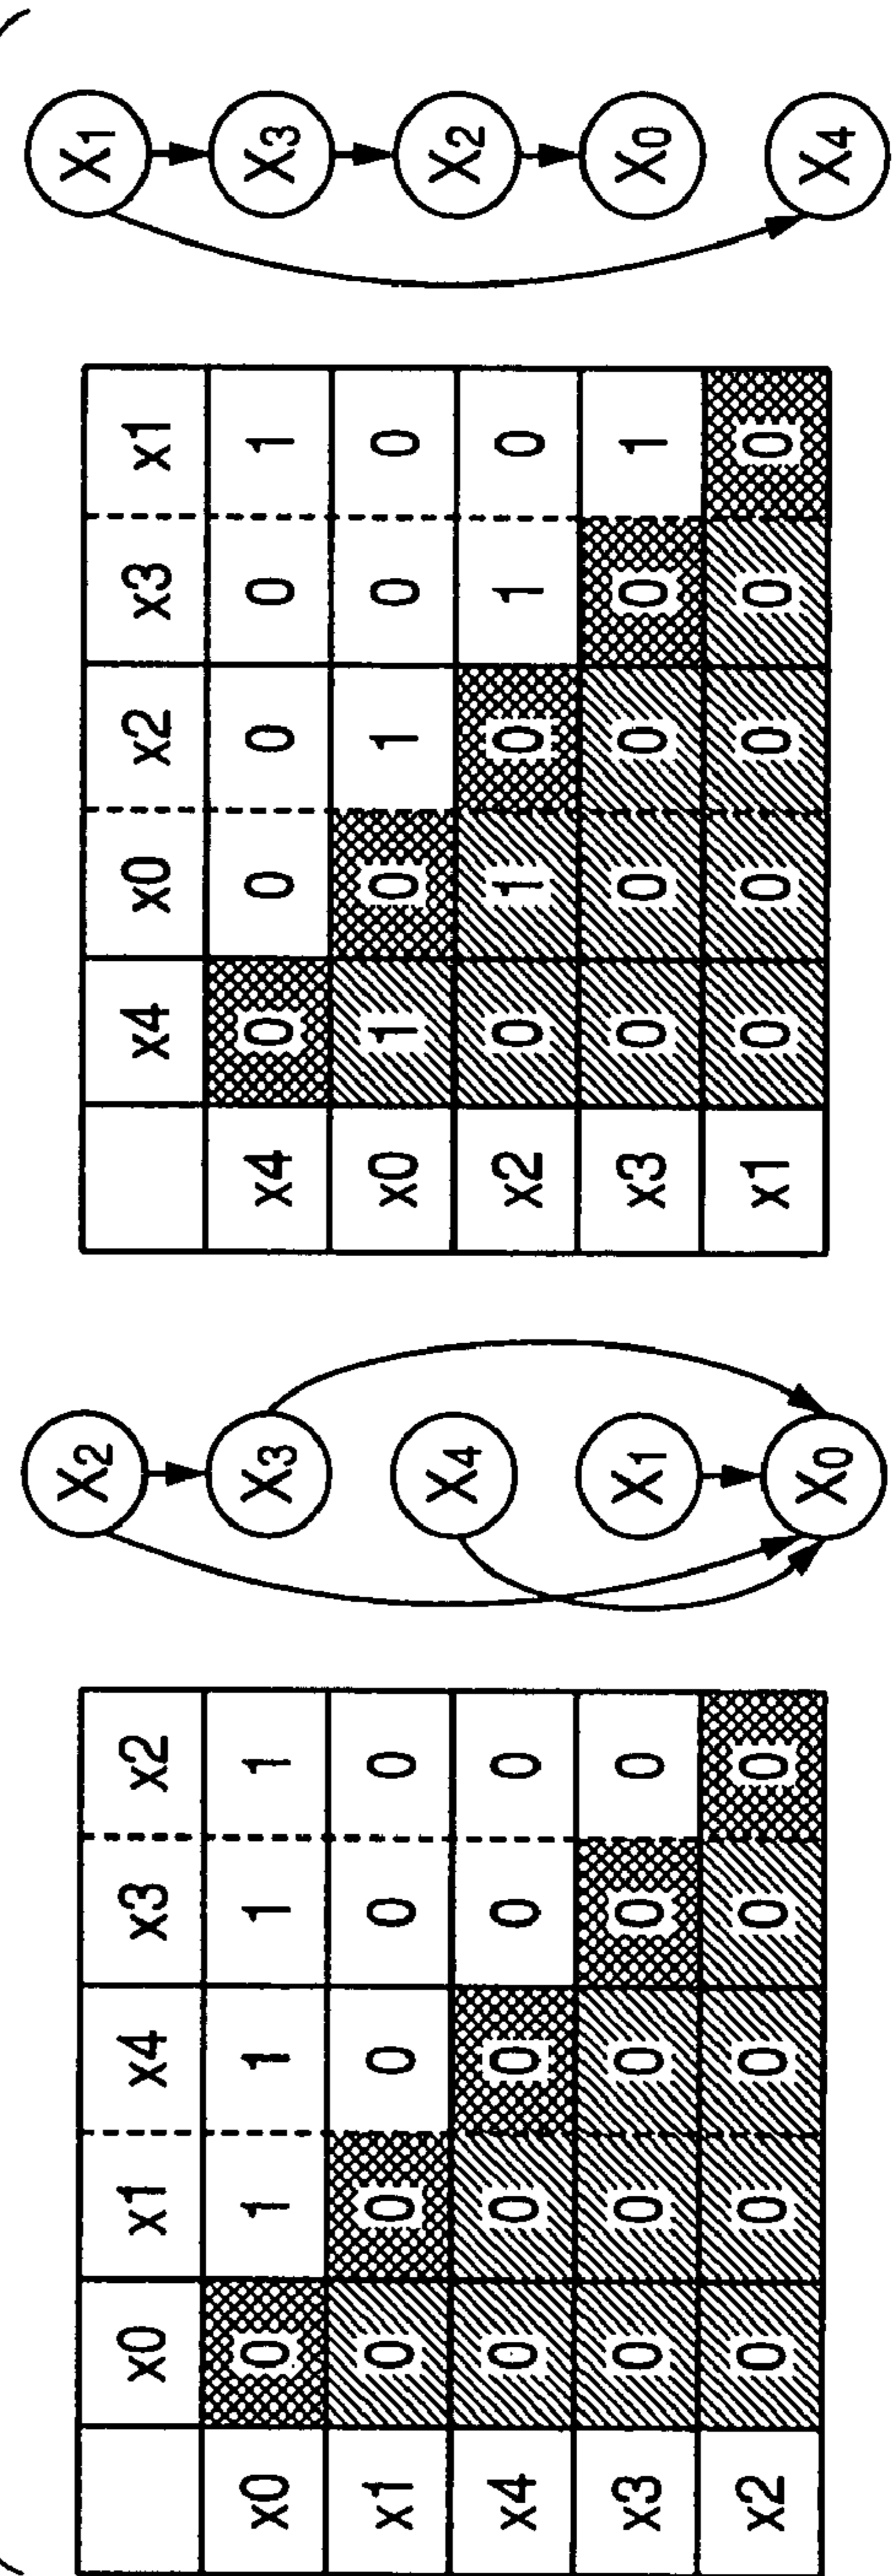 x0 x1 x4 x3 x2
x0 0 1 1 1 1
x1 0 0 0 0 0
x4 0 0 0 0 0
x3 0 0 0 0 0
x2 0 0 0 0 0
X2
X3
X4
X1
X0
x4 x0 x2 x3 x1
x4 0 0 0 0 1
x0 1 0 1 0 0
x2 0 1 0 1 0
x3 0 0 0 0 1
x1 0 0 0 0 0
X1
X3
X2
X0
X4